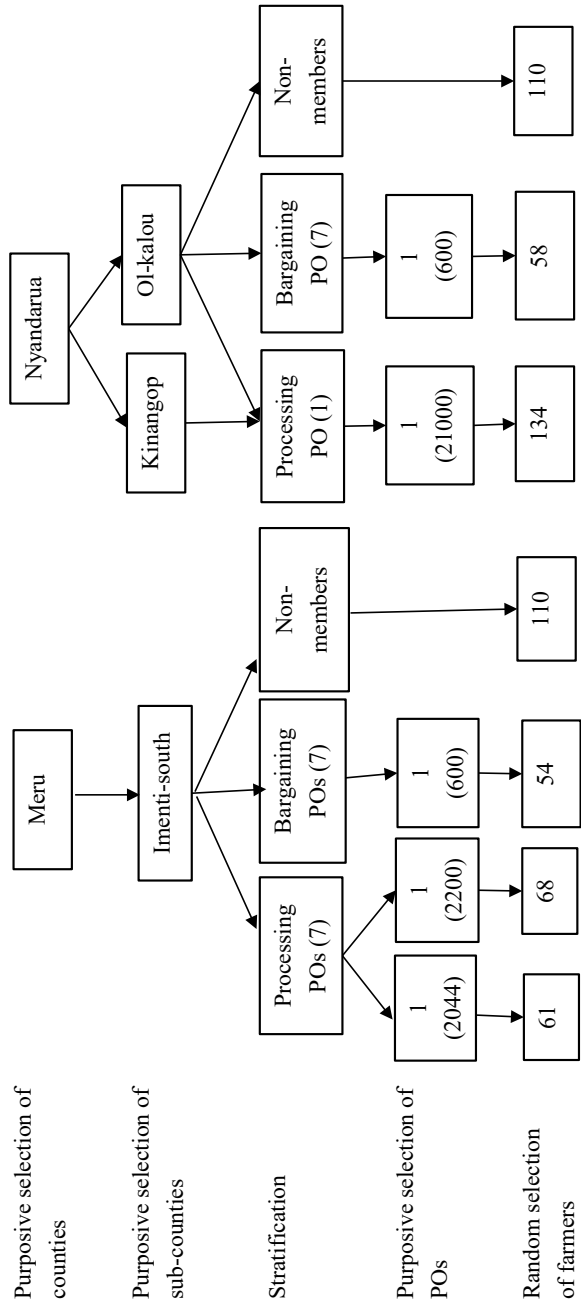 Purposive selection of
counties
Meru
Nyandarua
Purposive selection of
sub-counties
Imenti-south
Kinangop
Ol-kalou
Stratification
Processing
POs (7)
Bargaining
POs (7)
Non-
members
Processing
PO (1)
Bargaining
PO (7)
Non-
members
Purposive selection of
POs
1
(2044)
1
(2200)
1
(600)
1
(21000)
1
(600)
Random selection
of farmers
61
68
54
110
134
58
110